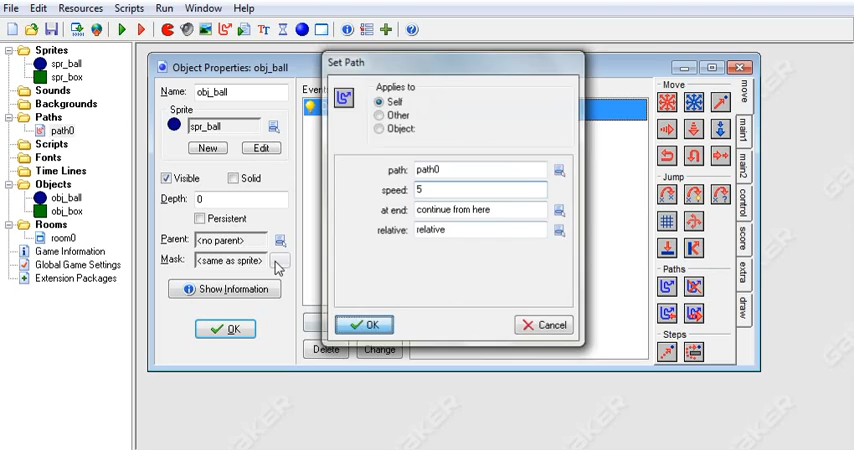 File Edit Resources Scripts Run Window Help
Sprites
spr_ball
spr_box
Sounds
Backgrounds
Paths
path0
Scripts
Fonts
Time Lines
Objects
obj_ball
obj_box
Rooms
room0
Game Information
Global Game Settings
Extension Packages
Object Properties: obj_ball
Name: obj_ball
Sprite
spr_ball
New Edit
Visible Solid
Depth: 0
Persistent
Parent: <no parent>
Mask: <same as sprite>
Show Information
OK
Delete Change
Set Path
Applies to
Self
Other
Object:
path: path0
speed: 5
at end: continue from here
relative: relative
OK Cancel
Move
Jump
Paths
Steps
move
main1
main2
control
score
extra
draw